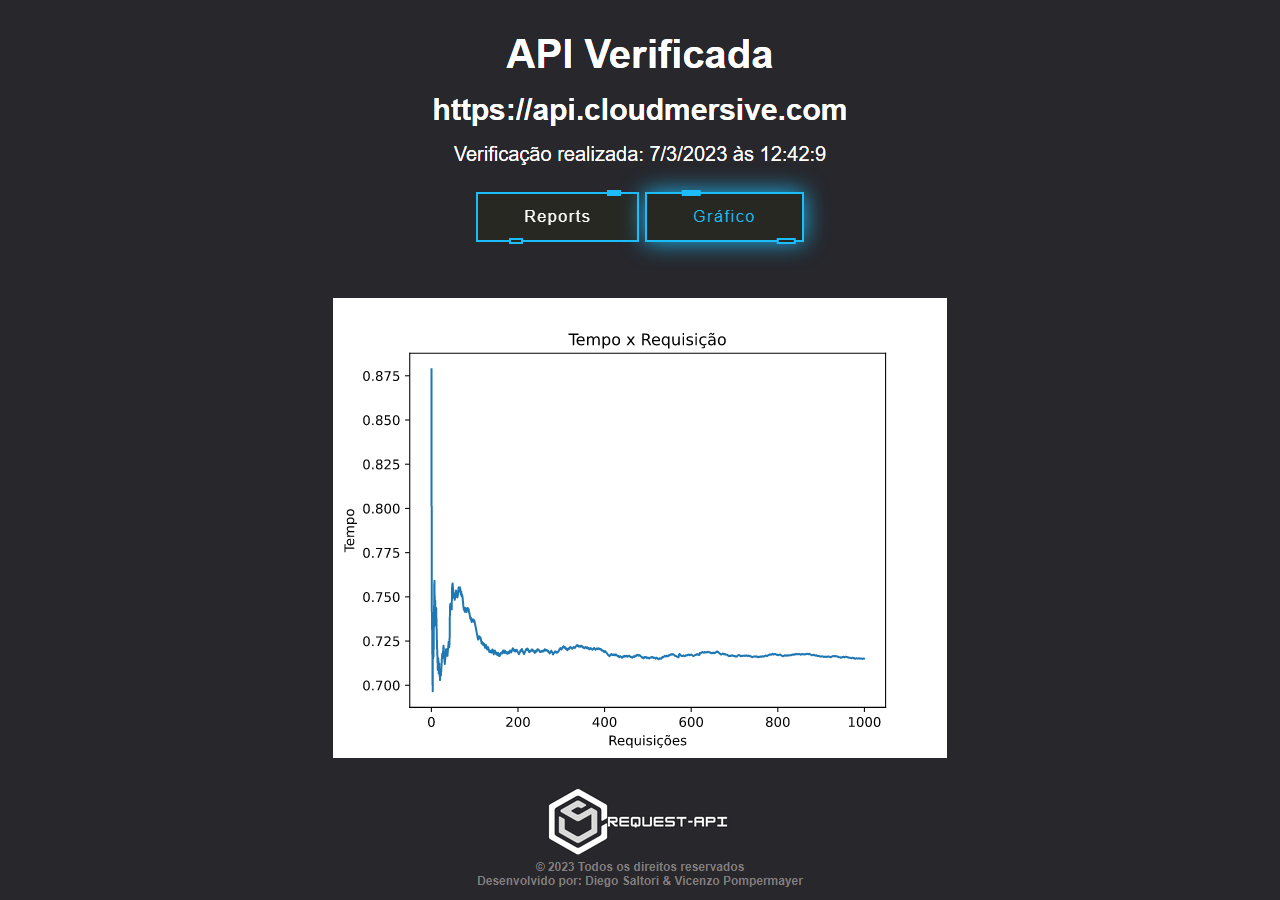 API Verificada
https://api.cloudmersive.com
Verificação realizada: 7/3/2023 às 12:42:9
Reports
Gráfico
Tempo x Requisição
0.875
0.850
0.825
0.800
0.775
0.750
0.725
0.700
Tempo
0 200 400 600 800 1000
Requisições
REQUEST-API
© 2023 Todos os direitos reservados
Desenvolvido por: Diego Saltori & Vicenzo Pompermayer